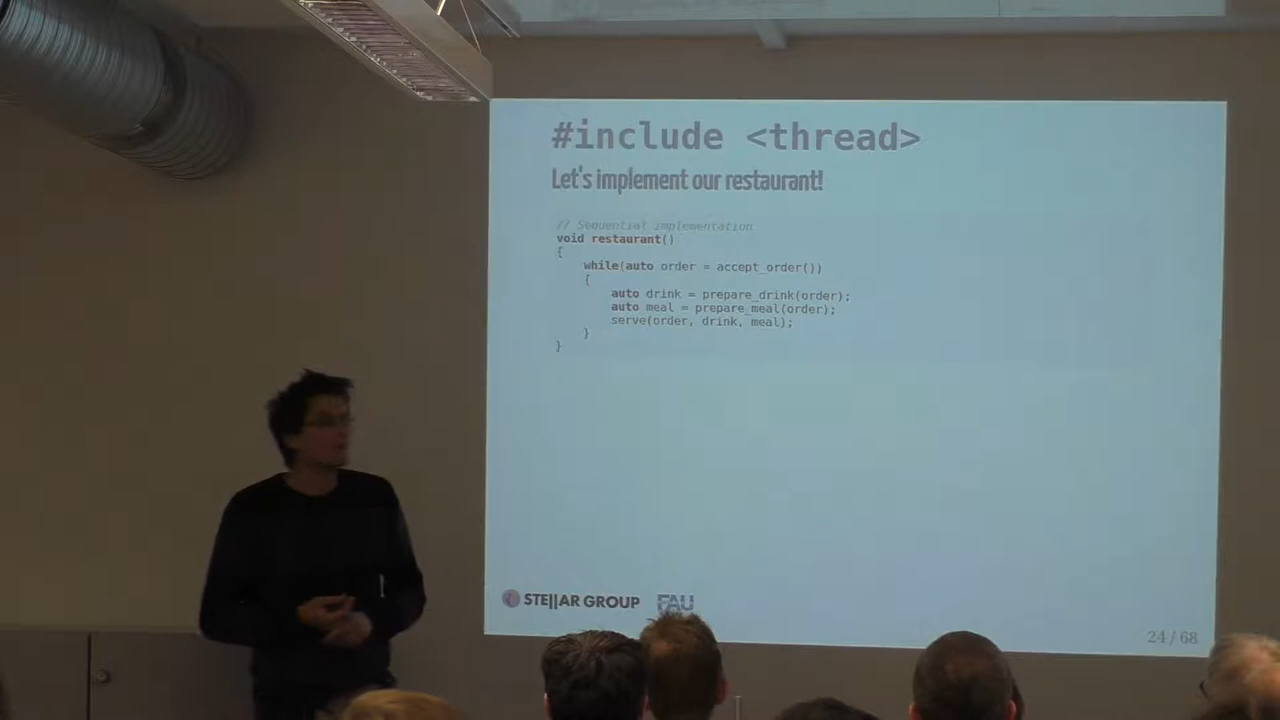 #include <thread>
Let's implement our restaurant!
// Sequential implementation
void restaurant()
{
    while(auto order = accept_order())
    {
        auto drink = prepare_drink(order);
        auto meal = prepare_meal(order);
        serve(order, drink, meal);
    }
}
STE||AR GROUP FAU
24 / 68